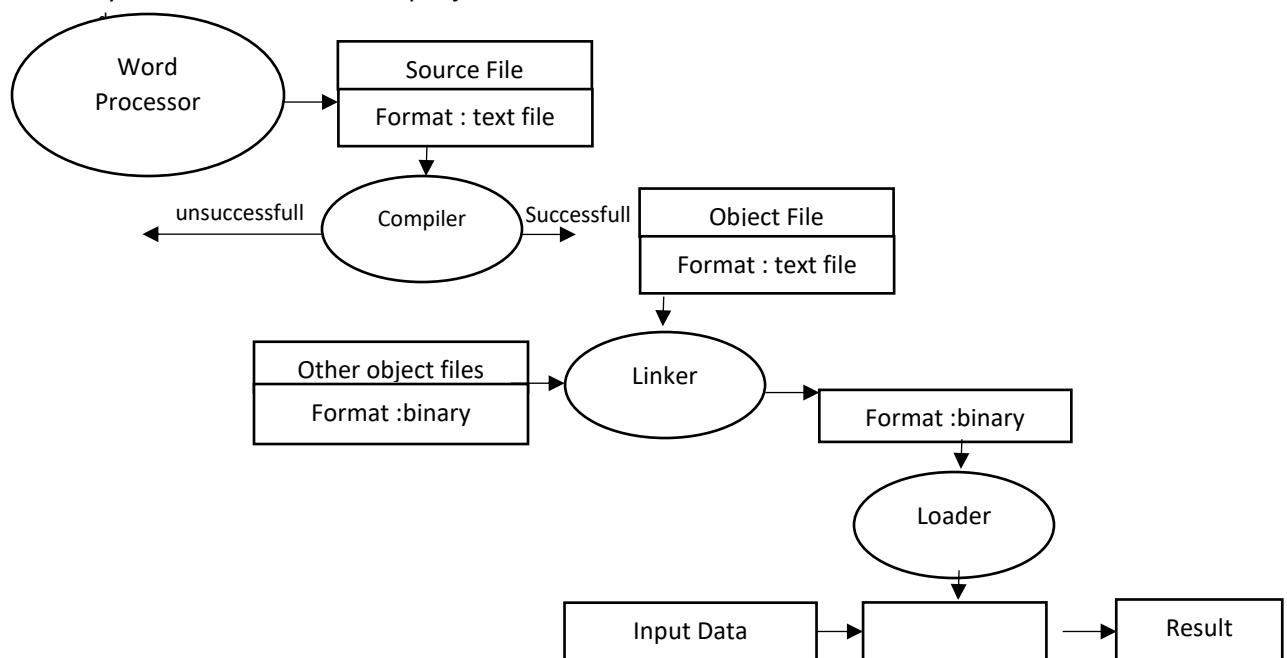 Word
Processor
Source File
Format : text file
unsuccessfull
Compiler
Successfull
Object File
Format : text file
Other object files
Format :binary
Linker
Format :binary
Loader
Input Data
Result